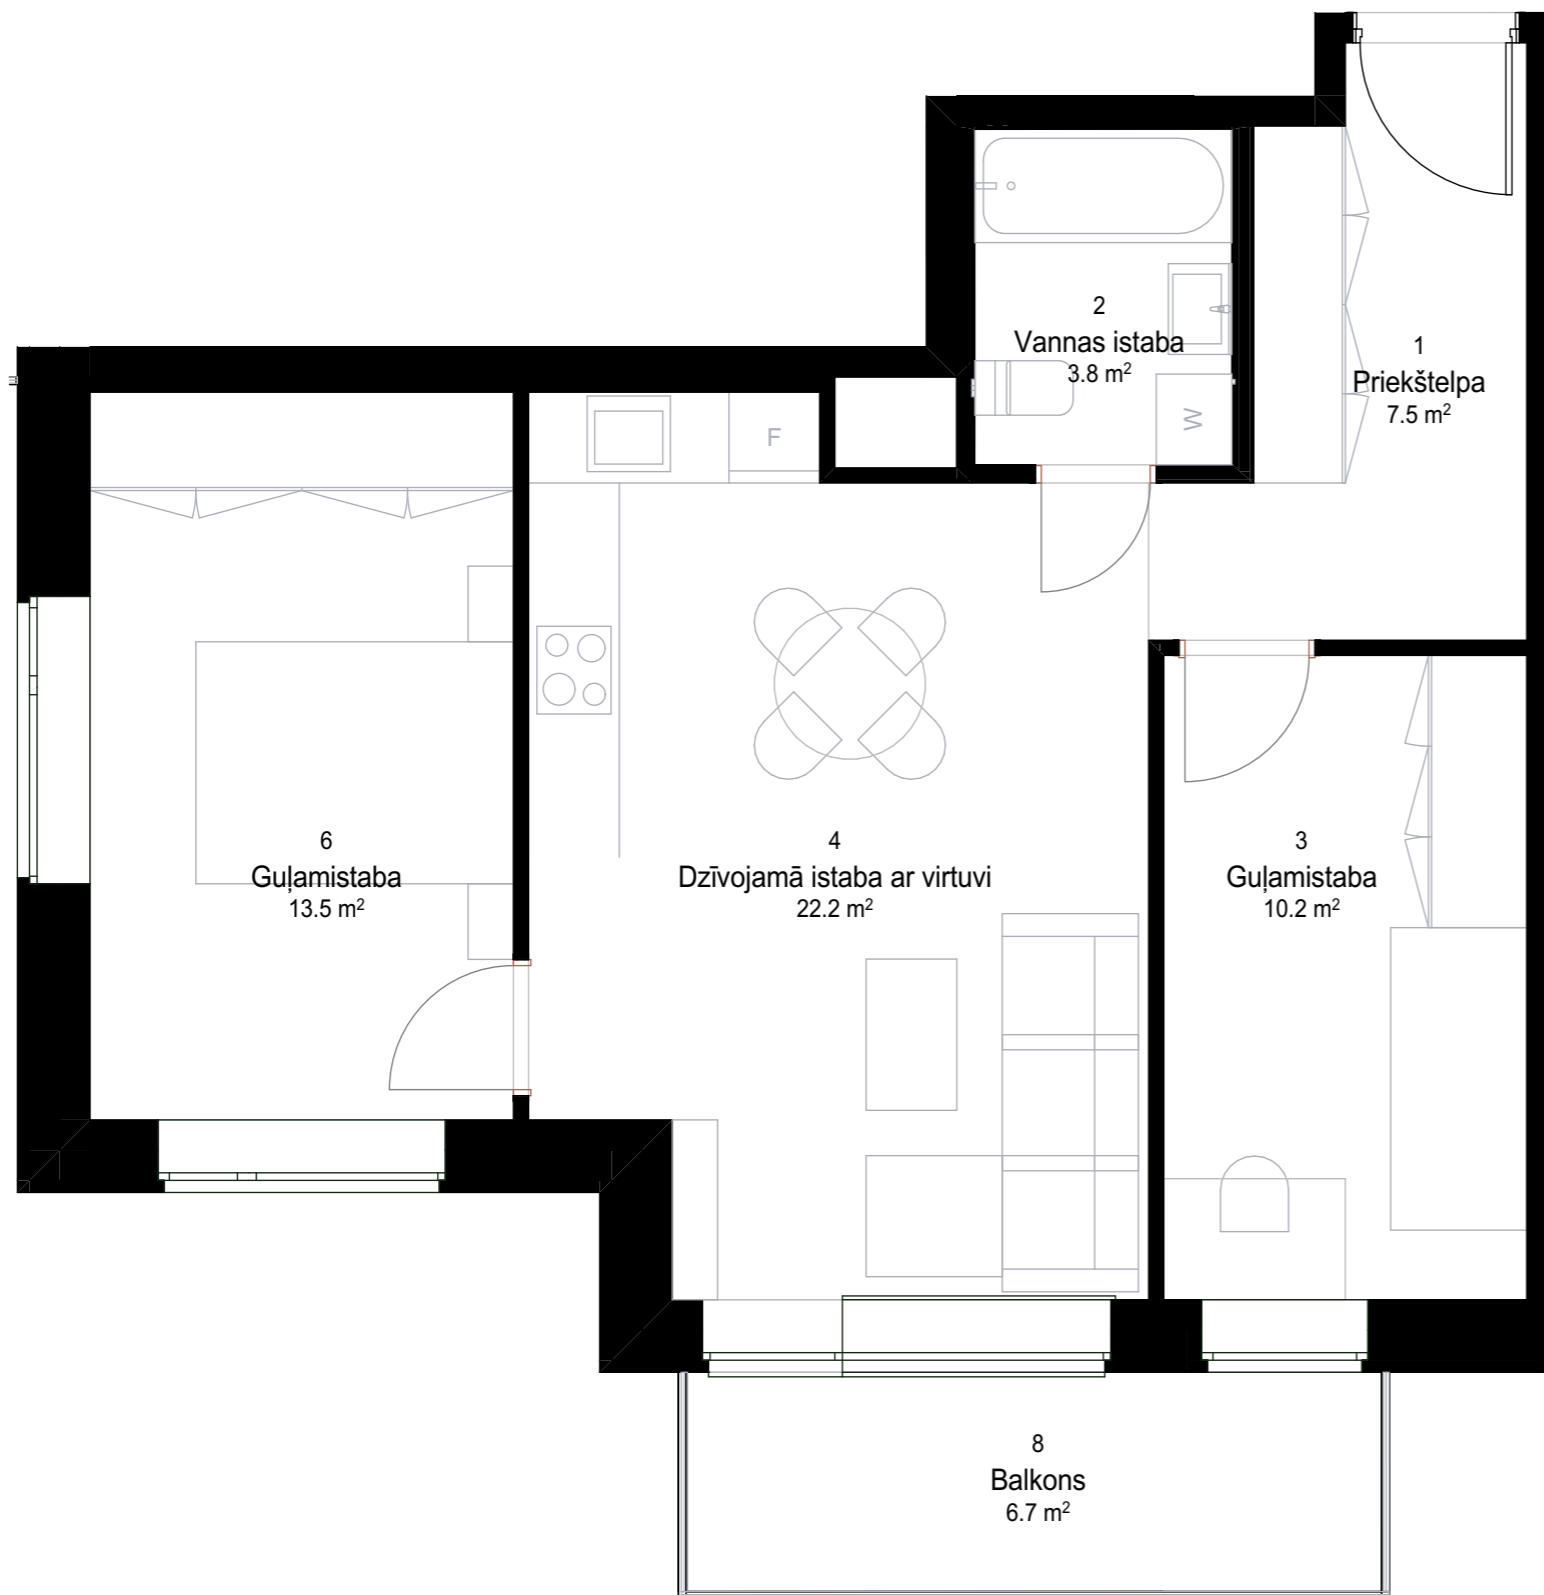 2
Vannas istaba
3.8 m²
1
Priekštelpa
7.5 m²
W
F
6
Guļamistaba
13.5 m²
4
Dzīvojamā istaba ar virtuvi
22.2 m²
3
Guļamistaba
10.2 m²
8
Balkons
6.7 m²